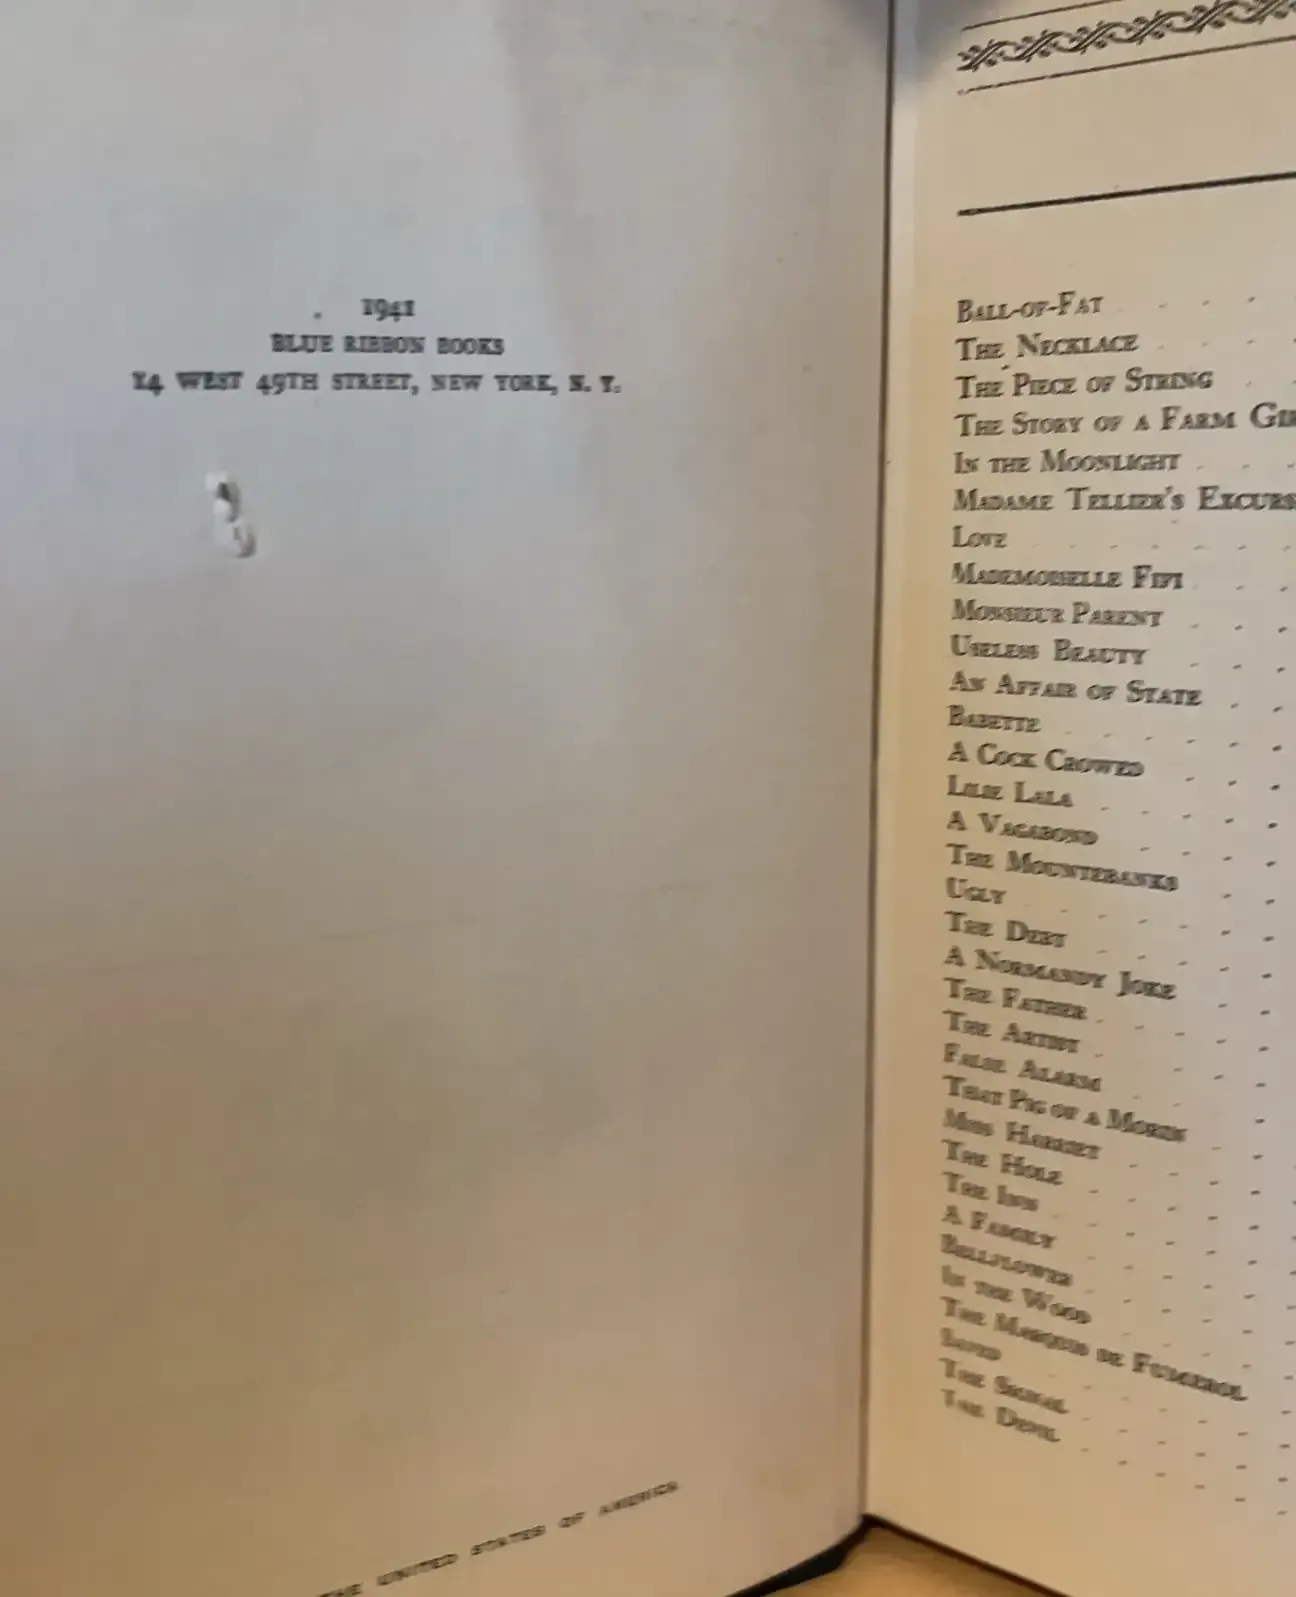 1941
BLUE RIBBON BOOKS
14 WEST 49TH STREET, NEW YORK, N. Y.
THE UNITED STATES OF AMERICA
BALL-OF-FAT
THE NECKLACE
THE PIECE OF STRING
THE STORY OF A FARM GIR
IN THE MOONLIGHT
MADAME TELLIER'S EXCURS
LOVE
MADEMOISELLE FIFI
MONSIEUR PARENT
USELESS BEAUTY
AN AFFAIR OF STATE
BABETTE
A COCK CROWED
LILIE LALA
A VAGABOND
THE MOUNTEBANKS
UGLY
THE DEBT
A NORMANDY JOKE
THE FATHER
THE ARTIST
FALSE ALARM
THAT PIG OF A MORIN
MISS HARRIET
THE HOLE
THE INN
A FAMILY
BELLFLOWER
IN THE WOOD
THE MARQUIS DE FUMEROL
SAVED
THE SIGNAL
THE DEVIL